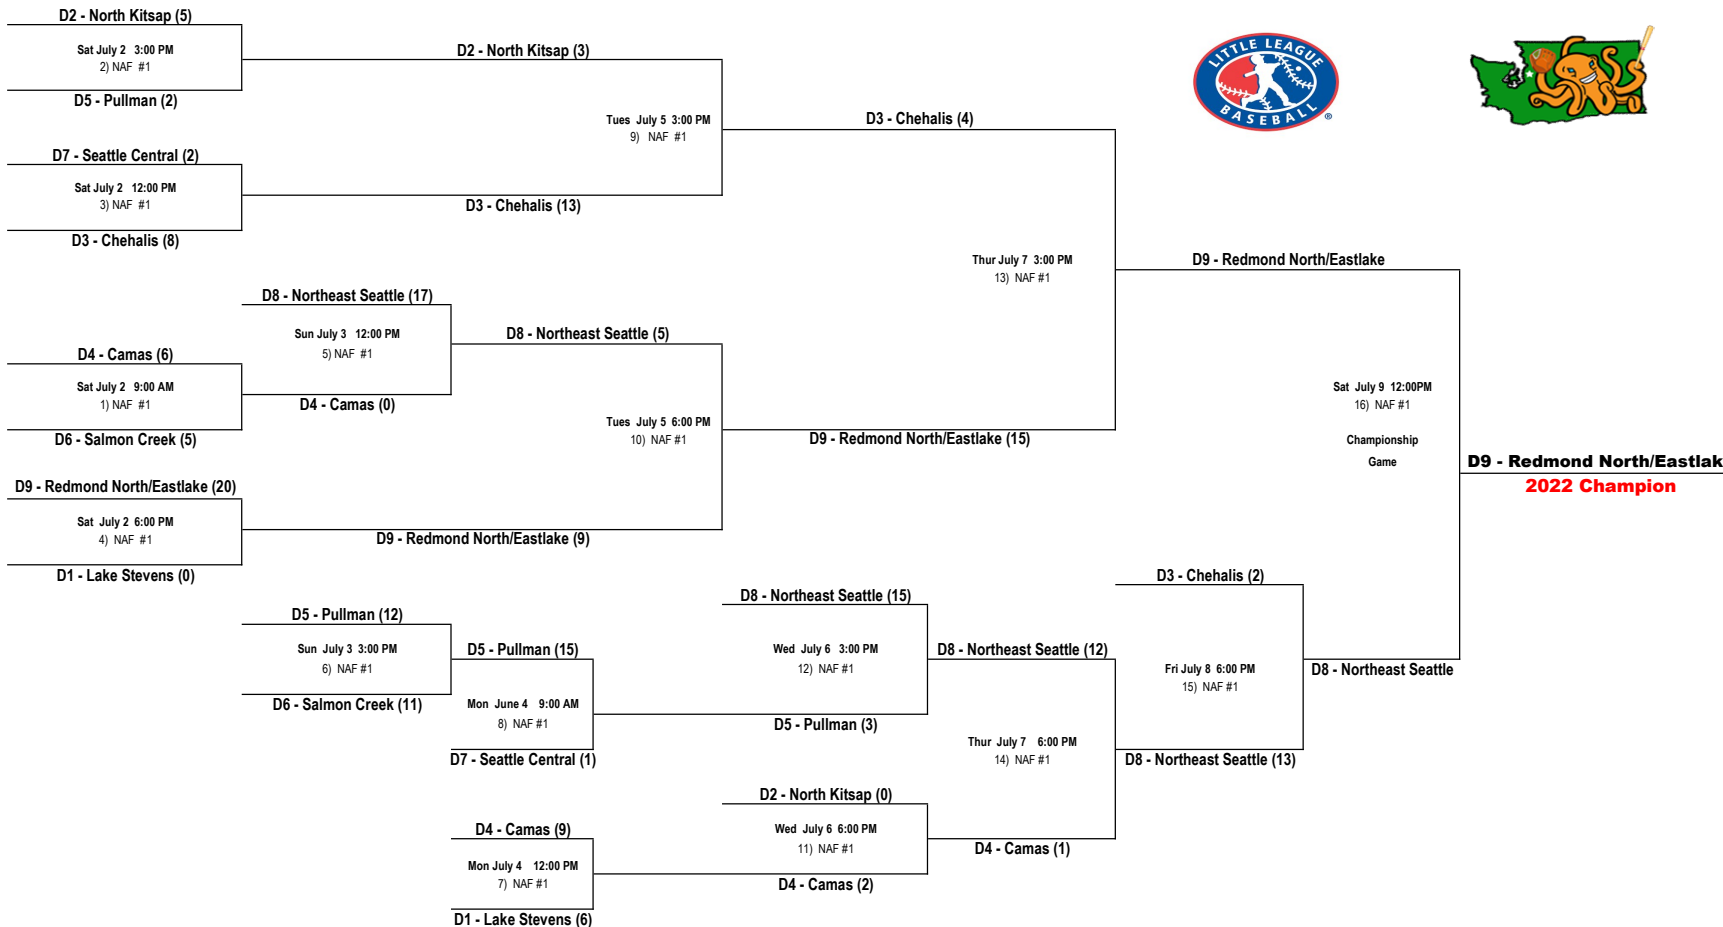 D2 - North Kitsap (5)
Sat July 2 3:00 PM
2) NAF #1
D5 - Pullman (2)
D2 - North Kitsap (3)
Tues July 5 3:00 PM
9) NAF #1
D7 - Seattle Central (2)
Sat July 2 12:00 PM
3) NAF #1
D3 - Chehalis (8)
D3 - Chehalis (13)
D3 - Chehalis (4)
LITTLE LEAGUE
BASEBALL
®
Thur July 7 3:00 PM
13) NAF #1
D9 - Redmond North/Eastlake
D8 - Northeast Seattle (17)
Sun July 3 12:00 PM
5) NAF #1
D8 - Northeast Seattle (5)
D4 - Camas (6)
Sat July 2 9:00 AM
1) NAF #1
D6 - Salmon Creek (5)
D4 - Camas (0)
Tues July 5 6:00 PM
10) NAF #1
D9 - Redmond North/Eastlake (15)
Sat July 9 12:00PM
16) NAF #1
Championship
Game
D9 - Redmond North/Eastlak
2022 Champion
D9 - Redmond North/Eastlake (20)
Sat July 2 6:00 PM
4) NAF #1
D1 - Lake Stevens (0)
D9 - Redmond North/Eastlake (9)
D5 - Pullman (12)
Sun July 3 3:00 PM
6) NAF #1
D6 - Salmon Creek (11)
D5 - Pullman (15)
Mon June 4 9:00 AM
8) NAF #1
D7 - Seattle Central (1)
D8 - Northeast Seattle (15)
Wed July 6 3:00 PM
12) NAF #1
D5 - Pullman (3)
D8 - Northeast Seattle (12)
Thur July 7 6:00 PM
14) NAF #1
D3 - Chehalis (2)
Fri July 8 6:00 PM
15) NAF #1
D8 - Northeast Seattle (13)
D8 - Northeast Seattle
D2 - North Kitsap (0)
Wed July 6 6:00 PM
11) NAF #1
D4 - Camas (2)
D4 - Camas (1)
D4 - Camas (9)
Mon July 4 12:00 PM
7) NAF #1
D1 - Lake Stevens (6)